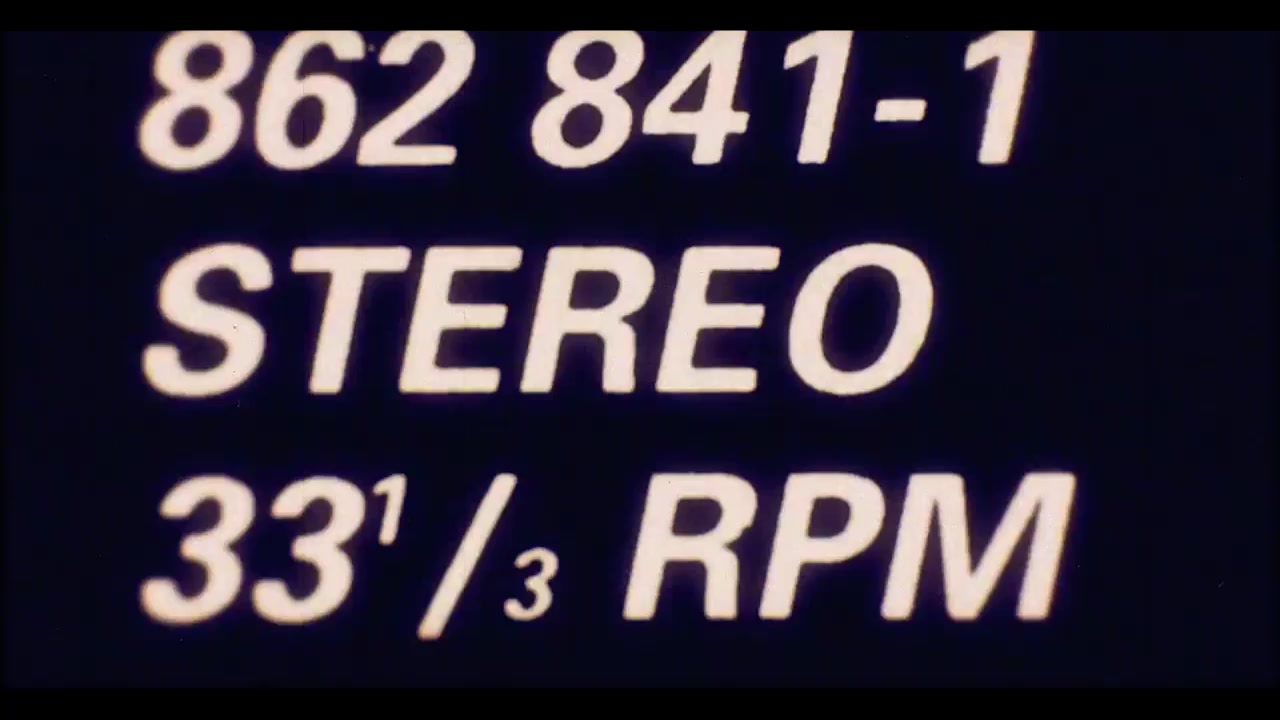 862 841-1
STEREO
33 1/3 RPM